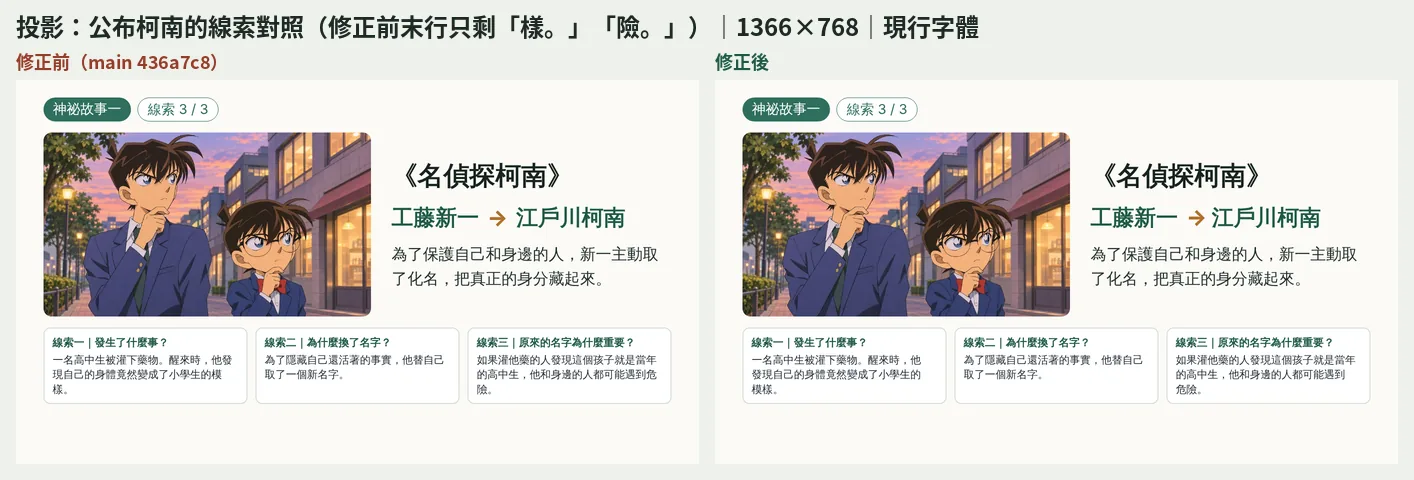 投影：公布柯南的線索對照（修正前末行只剩「樣。」「險。」）｜1366×768｜現行字體
修正前（main 436a7c8）
神祕故事一
線索 3 / 3
《名偵探柯南》
工藤新一 → 江戶川柯南
為了保護自己和身邊的人，新一主動取
了化名，把真正的身分藏起來。
線索一｜發生了什麼事？
一名高中生被灌下藥物。醒來時，他發
現自己的身體竟然變成了小學生的模
樣。
線索二｜為什麼換了名字？
為了隱藏自己還活著的事實，他替自己
取了一個新名字。
線索三｜原來的名字為什麼重要？
如果灌他藥的人發現這個孩子就是當年
的高中生，他和身邊的人都可能遇到危
險。
修正後
神祕故事一
線索 3 / 3
《名偵探柯南》
工藤新一 → 江戶川柯南
為了保護自己和身邊的人，新一主動取
了化名，把真正的身分藏起來。
線索一｜發生了什麼事？
一名高中生被灌下藥物。醒來時，他
發現自己的身體竟然變成了小學生的
模樣。
線索二｜為什麼換了名字？
為了隱藏自己還活著的事實，他替自己
取了一個新名字。
線索三｜原來的名字為什麼重要？
如果灌他藥的人發現這個孩子就是當年
的高中生，他和身邊的人都可能遇到
危險。